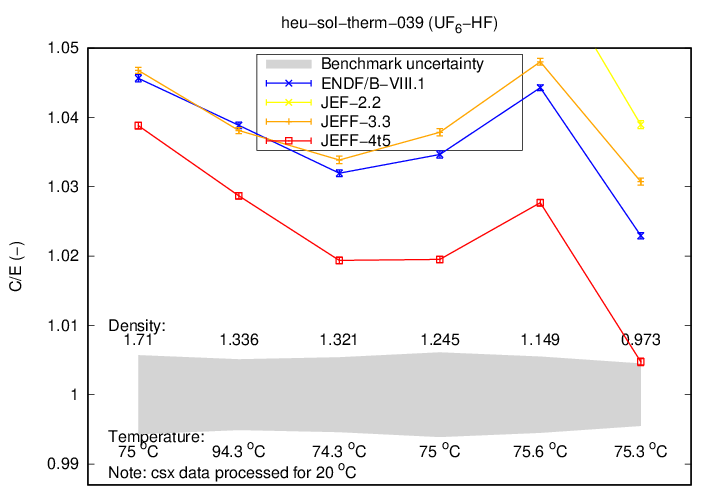 heu-sol-therm-039 (UF6-HF)
1.05
Benchmark uncertainty
ENDF/B-VIII.1
JEF-2.2
JEFF-3.3
JEFF-4t5
1.04
1.03
1.02
1.01
1
0.99
C/E (-)
Density:
1.71 1.336 1.321 1.245 1.149 0.973
Temperature:
75 °C 94.3 °C 74.3 °C 75 °C 75.6 °C 75.3 °C
Note: csx data processed for 20 °C